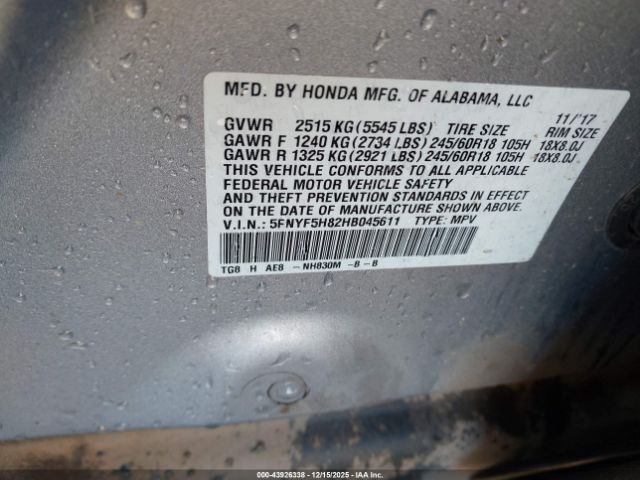 MFD. BY HONDA MFG. OF ALABAMA, LLC
11/'17
GVWR 2515 KG (5545 LBS) TIRE SIZE RIM SIZE
GAWR F 1240 KG (2734 LBS) 245/60R18 105H 18X8.0J
GAWR R 1325 KG (2921 LBS) 245/60R18 105H 18X8.0J
THIS VEHICLE CONFORMS TO ALL APPLICABLE
FEDERAL MOTOR VEHICLE SAFETY
AND THEFT PREVENTION STANDARDS IN EFFECT
ON THE DATE OF MANUFACTURE SHOWN ABOVE.
V.I.N.: 5FNYF5H82HB045611 TYPE: MPV
TG8 H AE8 -NH830M -B -B
000-43926338 - 12/15/2025 - IAA Inc.